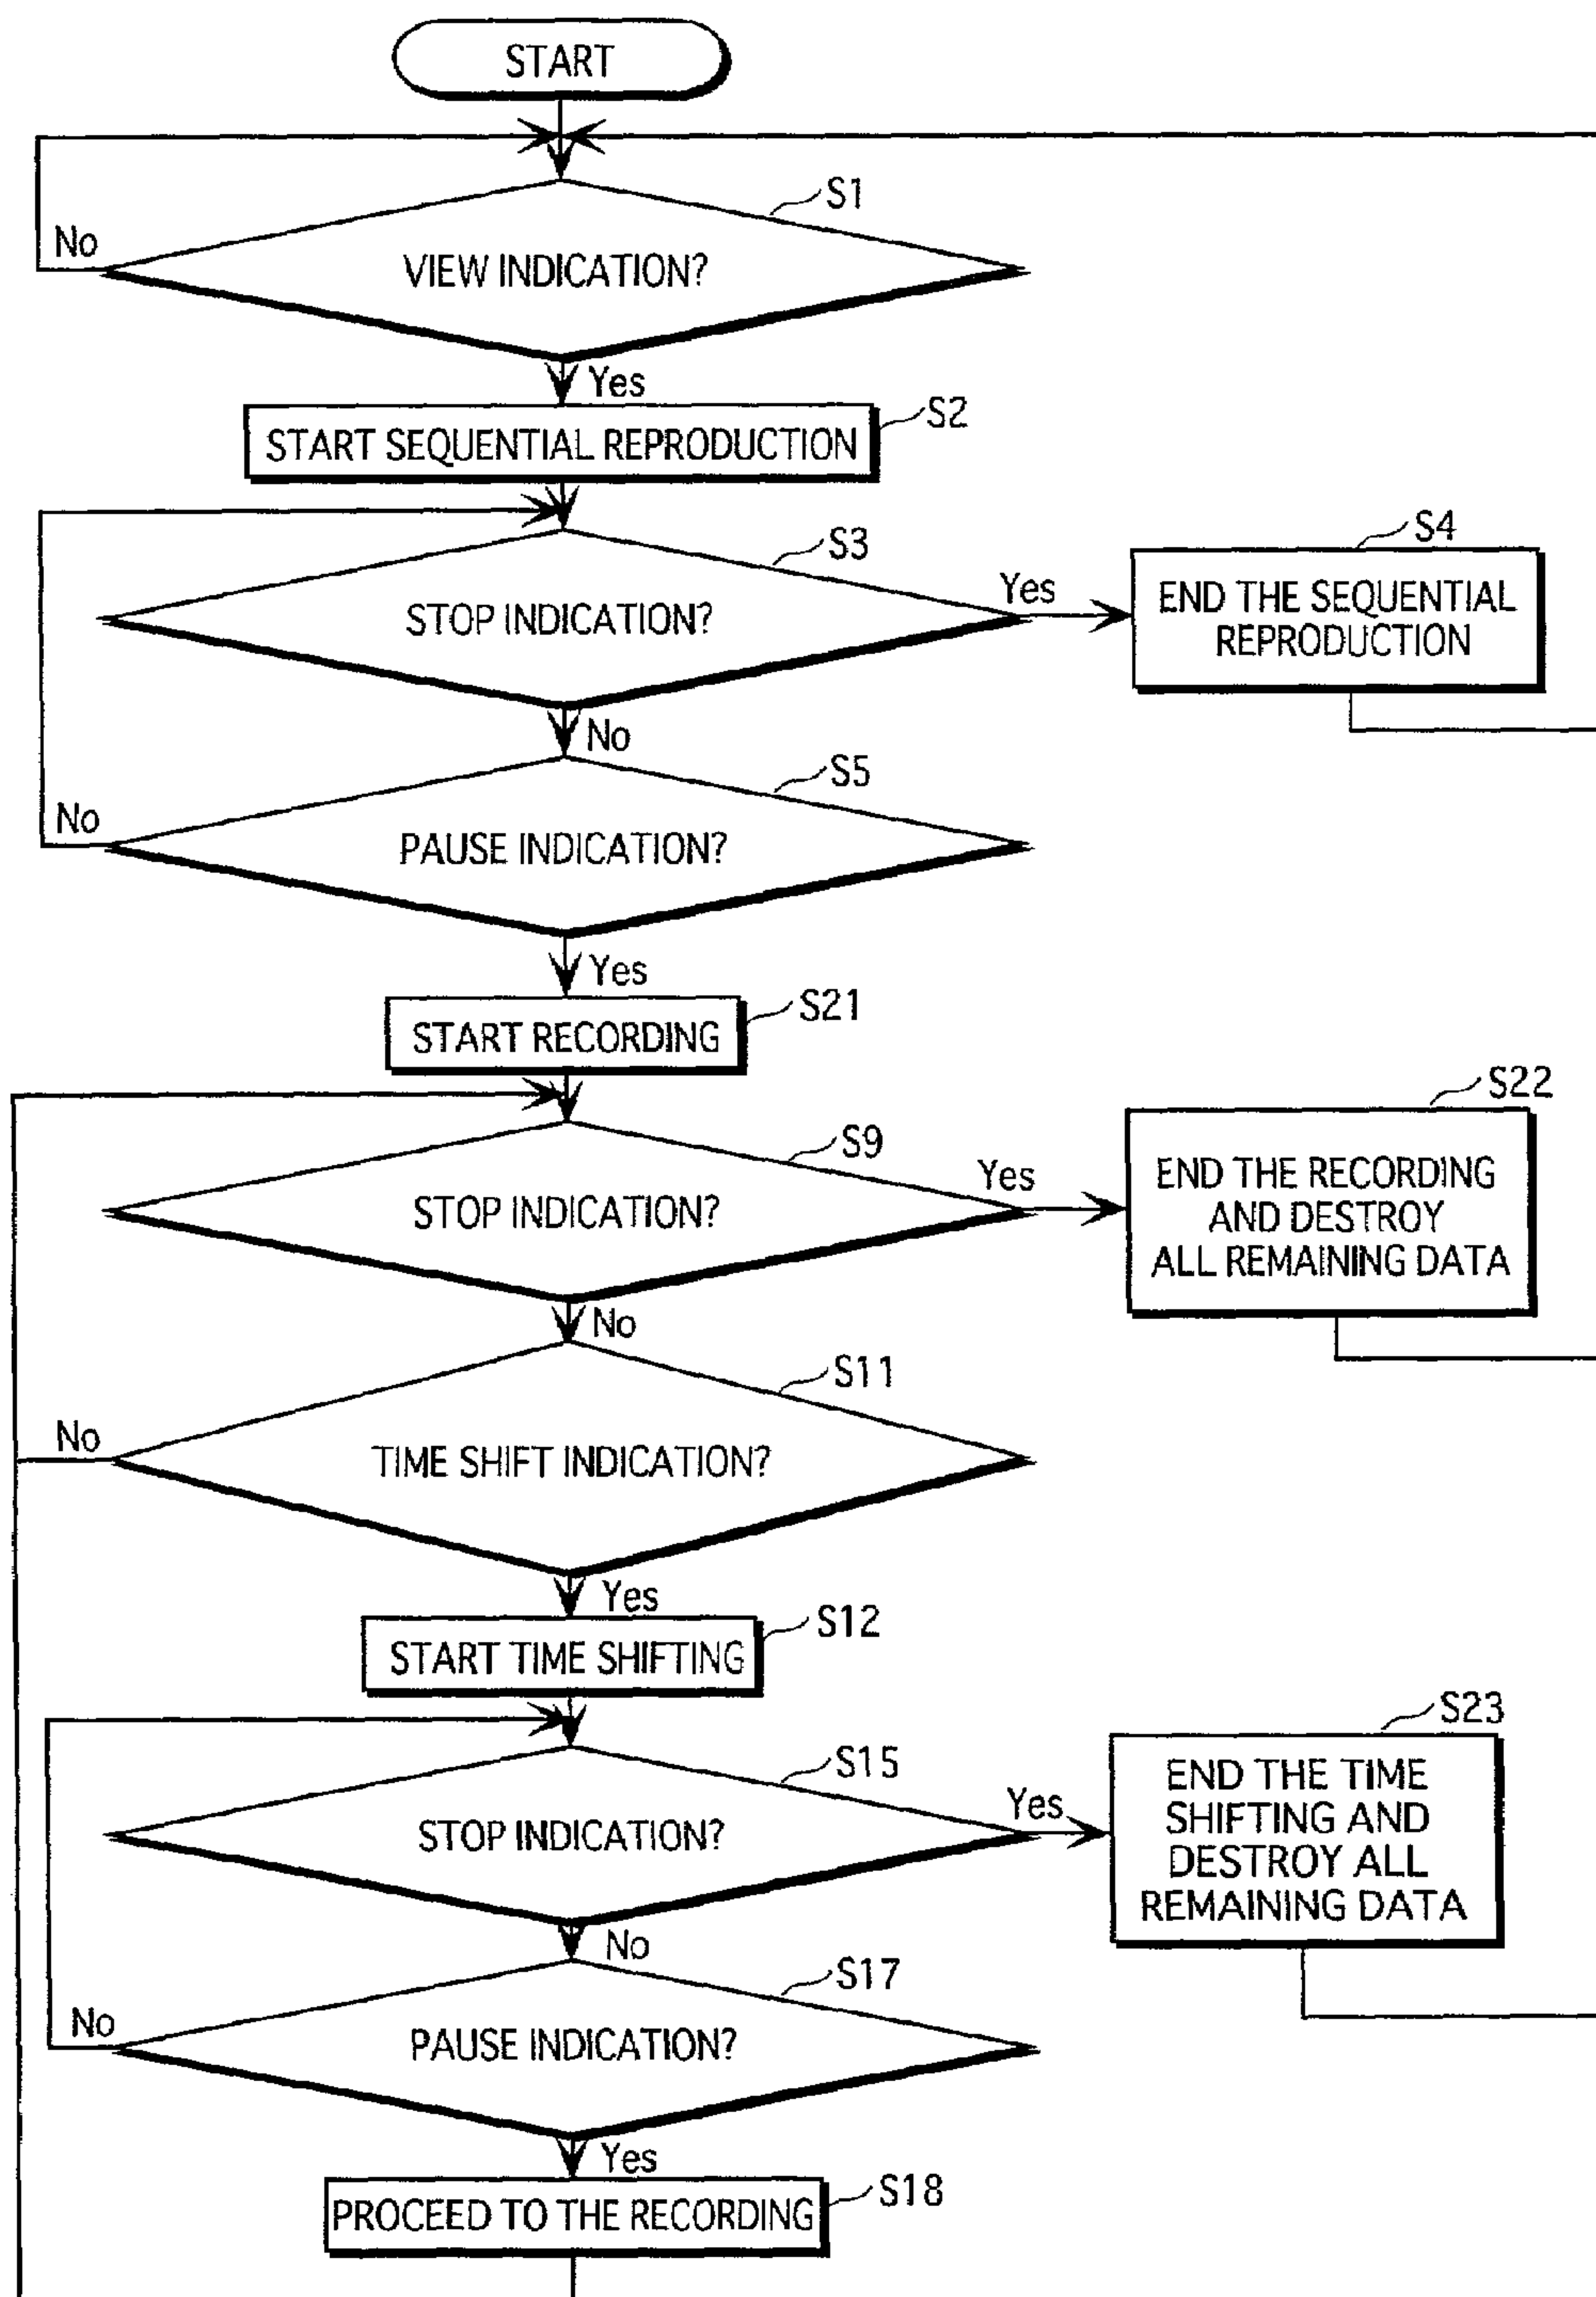 START
S1
No
VIEW INDICATION?
Yes
S2
START SEQUENTIAL REPRODUCTION
S3
STOP INDICATION?
Yes
S4
END THE SEQUENTIAL
REPRODUCTION
No
S5
No
PAUSE INDICATION?
Yes
S21
START RECORDING
S9
STOP INDICATION?
Yes
S22
END THE RECORDING
AND DESTROY
ALL REMAINING DATA
No
S11
No
TIME SHIFT INDICATION?
Yes
S12
START TIME SHIFTING
S15
STOP INDICATION?
Yes
S23
END THE TIME
SHIFTING AND
DESTROY ALL
REMAINING DATA
No
S17
No
PAUSE INDICATION?
Yes
S18
PROCEED TO THE RECORDING